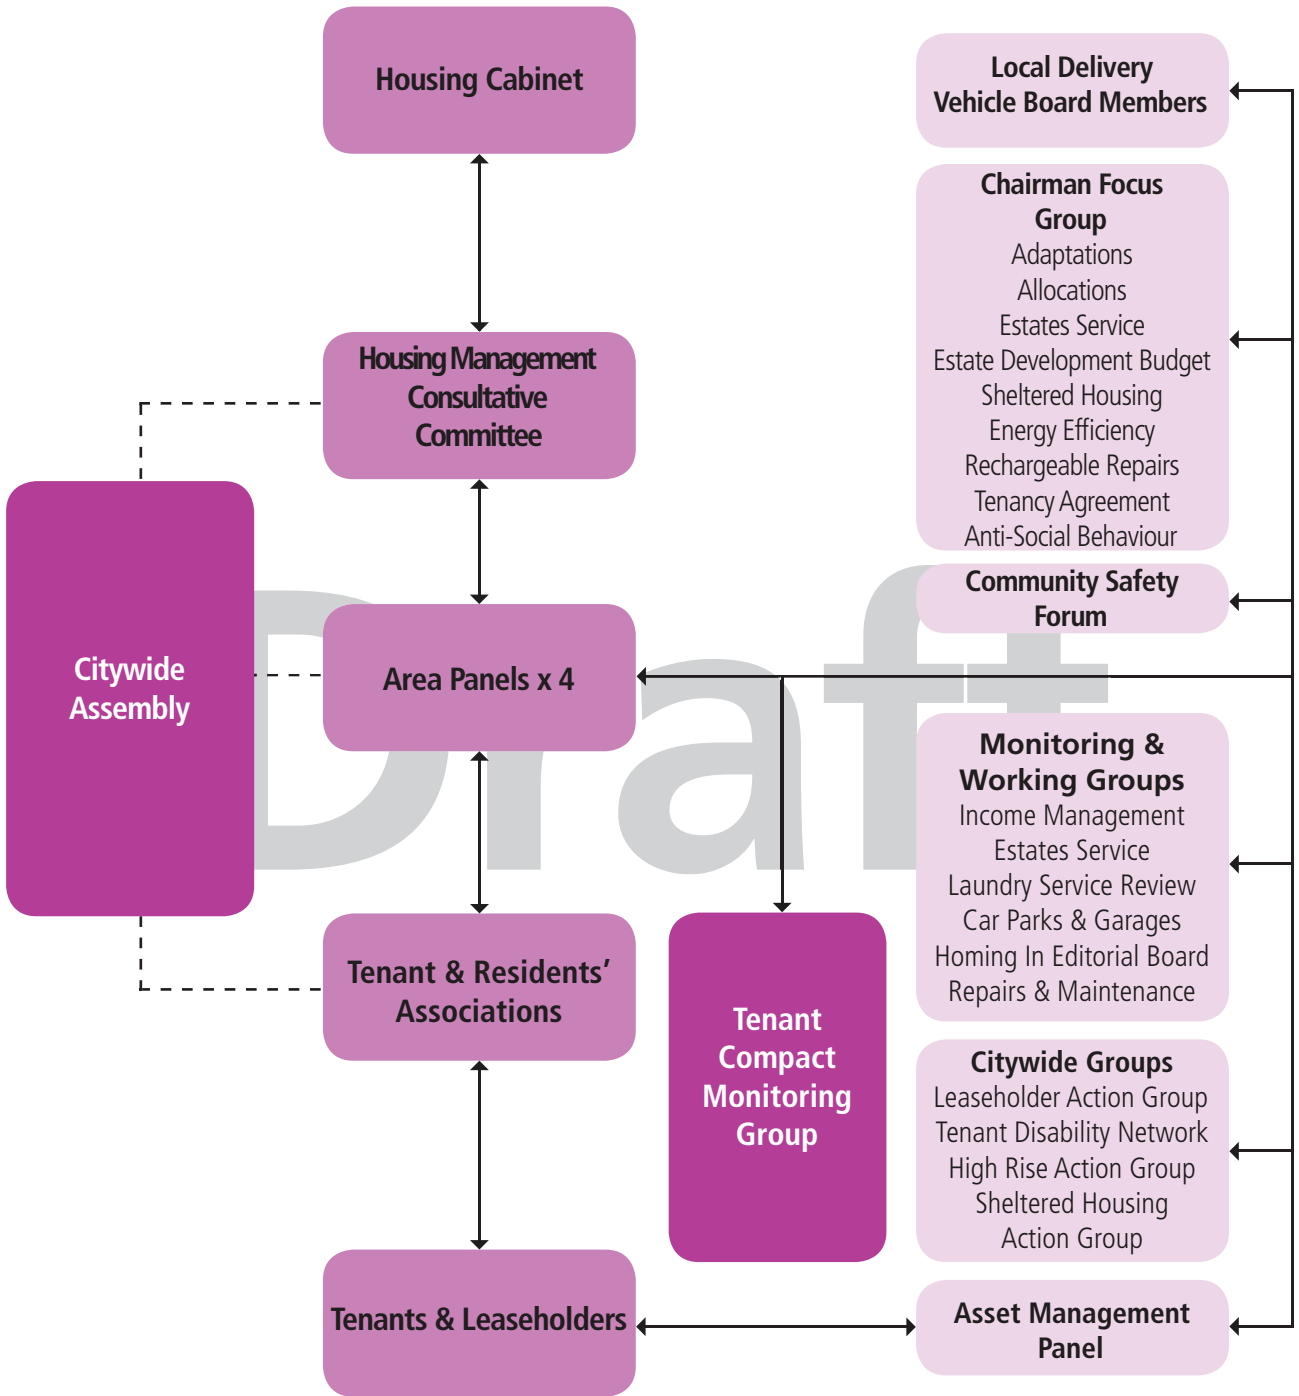 Housing Cabinet
Housing Management
Consultative
Committee
Citywide
Assembly
Area Panels x 4
Tenant & Residents’
Associations
Tenant
Compact
Monitoring
Group
Tenants & Leaseholders
Local Delivery
Vehicle Board Members
Chairman Focus
Group
Adaptations
Allocations
Estates Service
Estate Development Budget
Sheltered Housing
Energy Efficiency
Rechargeable Repairs
Tenancy Agreement
Anti-Social Behaviour
Community Safety
Forum
Monitoring &
Working Groups
Income Management
Estates Service
Laundry Service Review
Car Parks & Garages
Homing In Editorial Board
Repairs & Maintenance
Citywide Groups
Leaseholder Action Group
Tenant Disability Network
High Rise Action Group
Sheltered Housing
Action Group
Asset Management
Panel
Draft